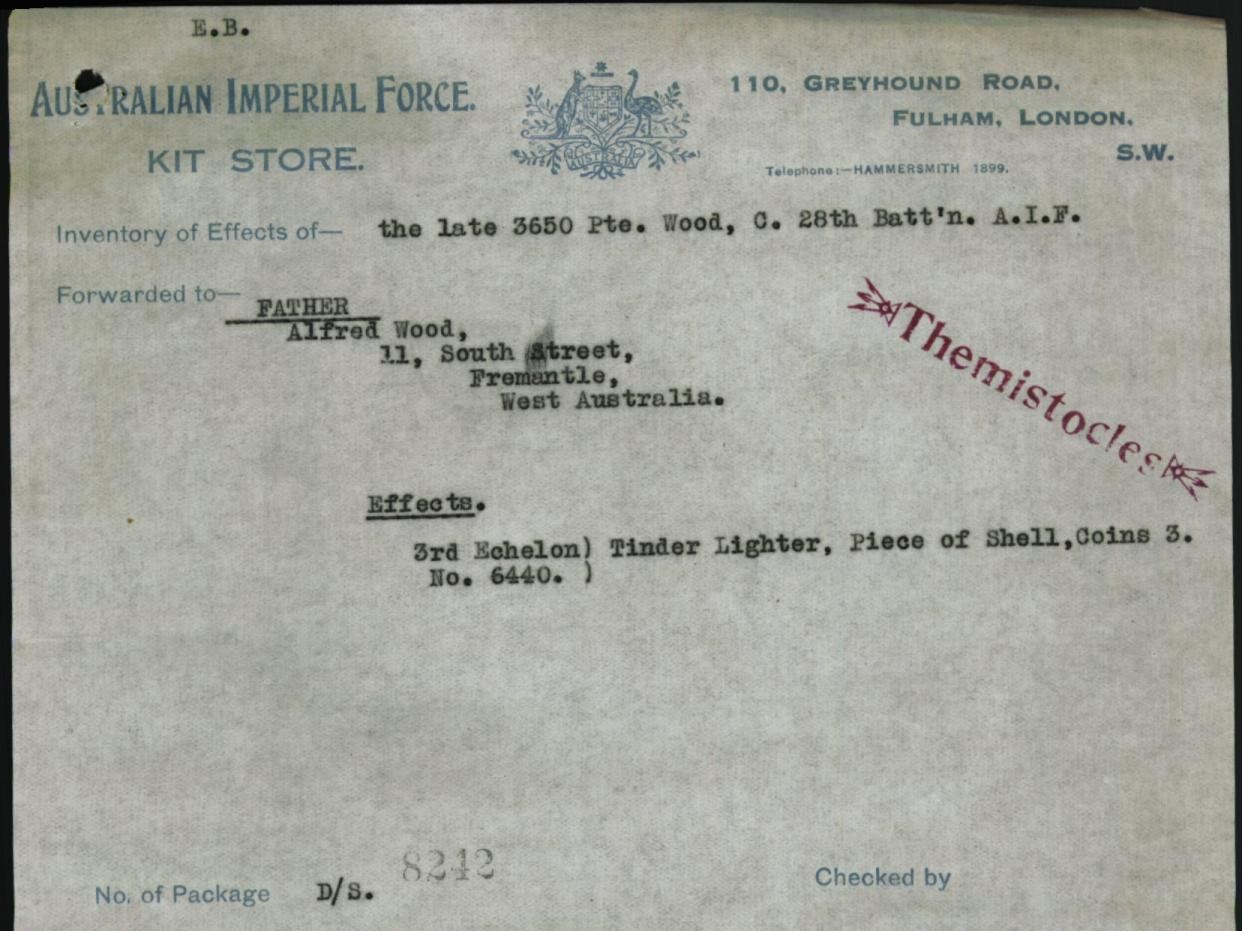 E.B.
AUSTRALIAN IMPERIAL FORCE.
KIT STORE.
AUSTRALIA
110, GREYHOUND ROAD,
FULHAM, LONDON,
S.W.
Telephone:—HAMMERSMITH 1899.
Inventory of Effects of— the late 3650 Pte. Wood, C. 28th Batt'n. A.I.F.
Forwarded to—
FATHER
Alfred Wood,
11, South Street,
Fremantle,
West Australia.
Themistocles
Effects.
3rd Echelon) Tinder Lighter, Piece of Shell,Coins 3.
No. 6440. )
No. of Package D/S. 8242
Checked by